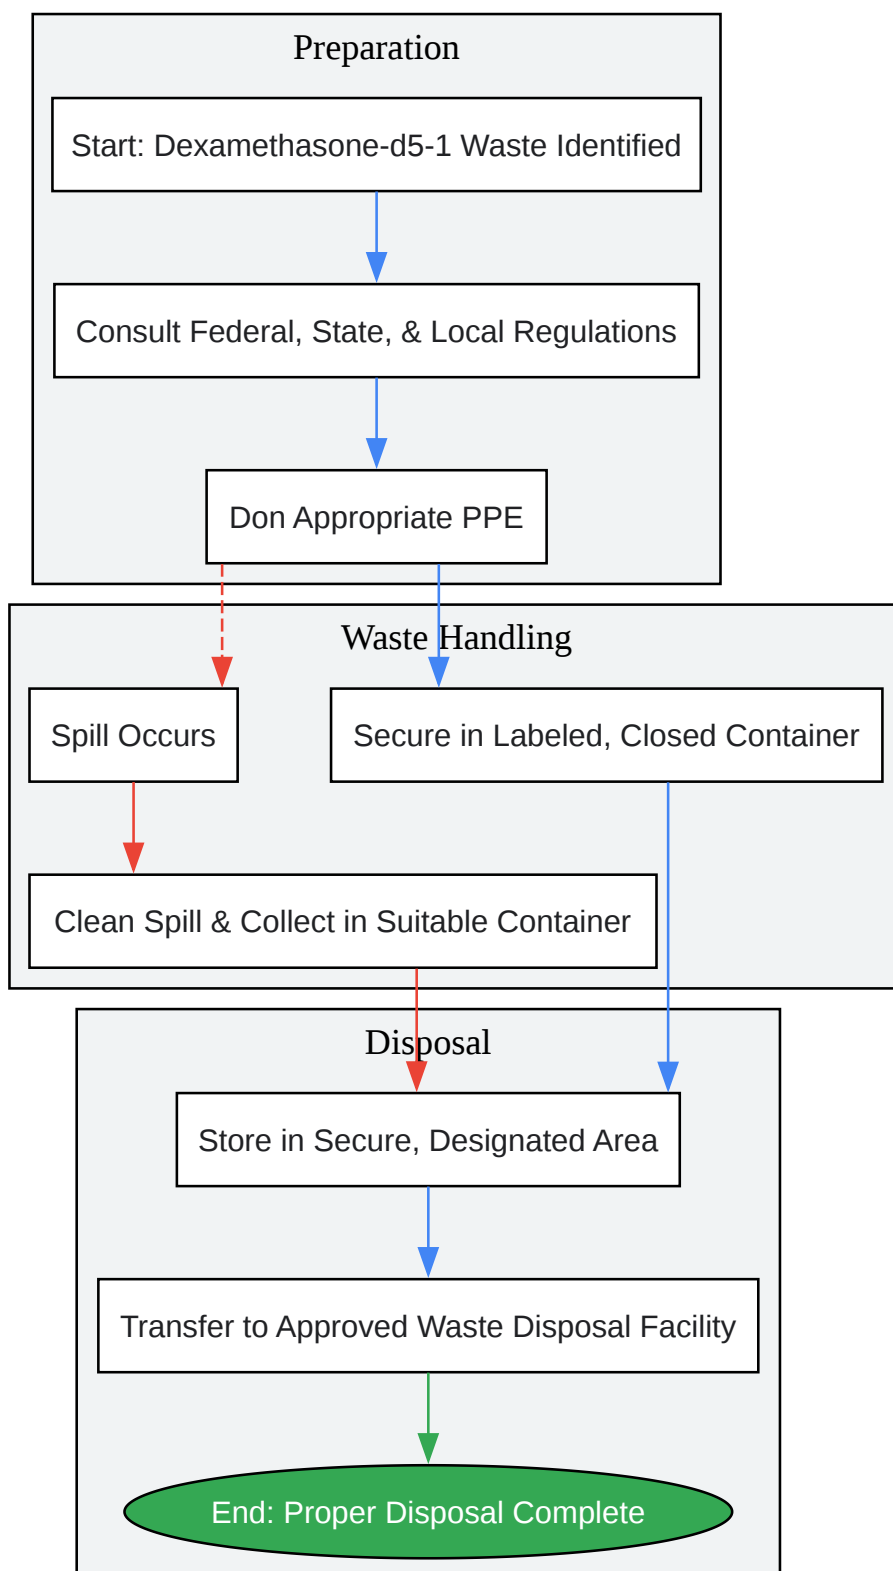 Preparation
Start: Dexamethasone-d5-1 Waste Identified
Consult Federal, State, & Local Regulations
Don Appropriate PPE
Waste Handling
Spill Occurs
Secure in Labeled, Closed Container
Clean Spill & Collect in Suitable Container
Disposal
Store in Secure, Designated Area
Transfer to Approved Waste Disposal Facility
End: Proper Disposal Complete